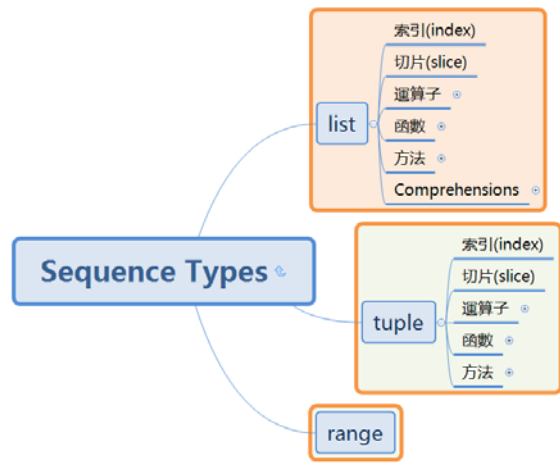 索引(index)
切片(slice)
運算子
list
函數
方法
Comprehensions
Sequence Types
索引(index)
切片(slice)
運算子
tuple
函數
方法
range